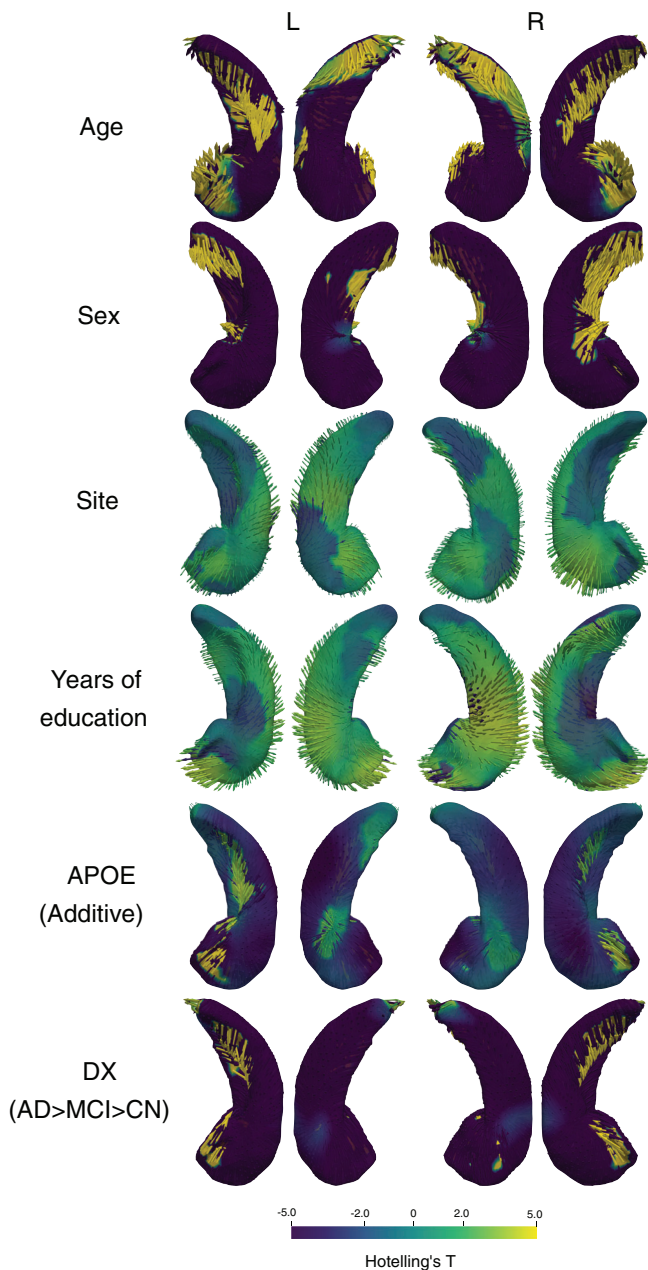 L R
Age
Sex
Site
Years of
education
APOE
(Additive)
DX
(AD>MCI>CN)
-5.0 -2.0 0 2.0 5.0
Hotelling's T